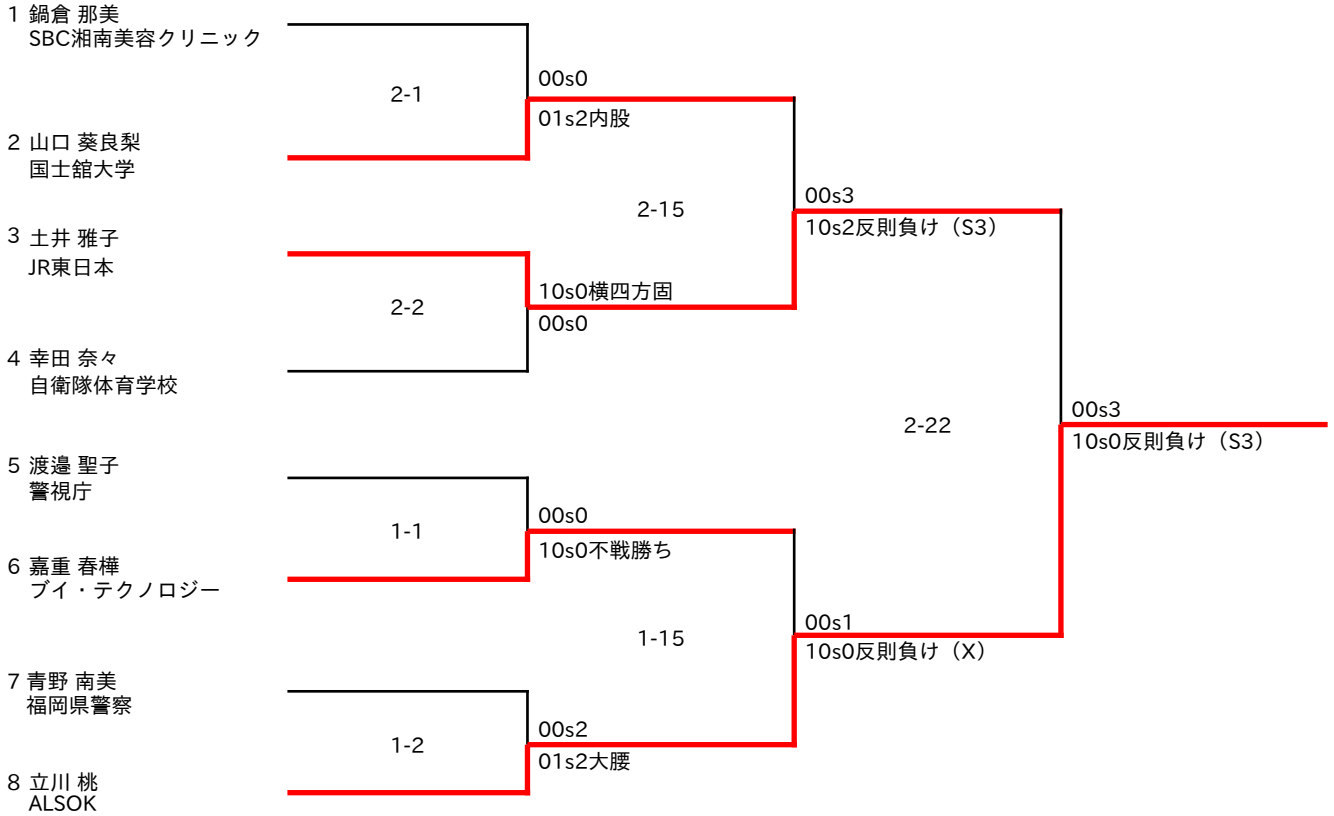 1 鍋倉 那美
SBC湘南美容クリニック
2-1
00s0
01s2内股
2 山口 葵良梨
国士舘大学
2-15
00s3
10s2反則負け（S3）
3 土井 雅子
JR東日本
2-2
10s0横四方固
00s0
4 幸田 奈々
自衛隊体育学校
2-22
00s3
10s0反則負け（S3）
5 渡邉 聖子
警視庁
1-1
00s0
10s0不戦勝ち
6 嘉重 春樺
ブイ・テクノロジー
1-15
00s1
10s0反則負け（X）
7 青野 南美
福岡県警察
1-2
00s2
01s2大腰
8 立川 桃
ALSOK